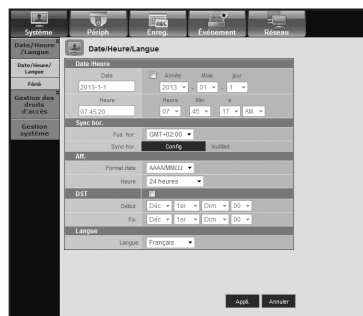 Système Périph Enreg. Événement Réseau
REC
Date/Heure
/Langue
Date/Heure/
Langue
Férié
Gestion des
droits
d'accès
Gestion
système
Date/Heure/Langue
Date /Heure
Date Année Mois jour
2013-1-1 2013 - 01 - 1
Heure Heure Min s
07:45:20 07 : 45 : 17 AM
Sync hor.
Fus. hor. GMT+02:00
Sync hor. Config Inutilisé
Aff.
Format date AAAA/MM/JJ
Heure 24 heures
DST
Début Déc 1er Dim 00
Fin Déc 1er Dim 00
Langue
Langue Français
Appli. Annuler